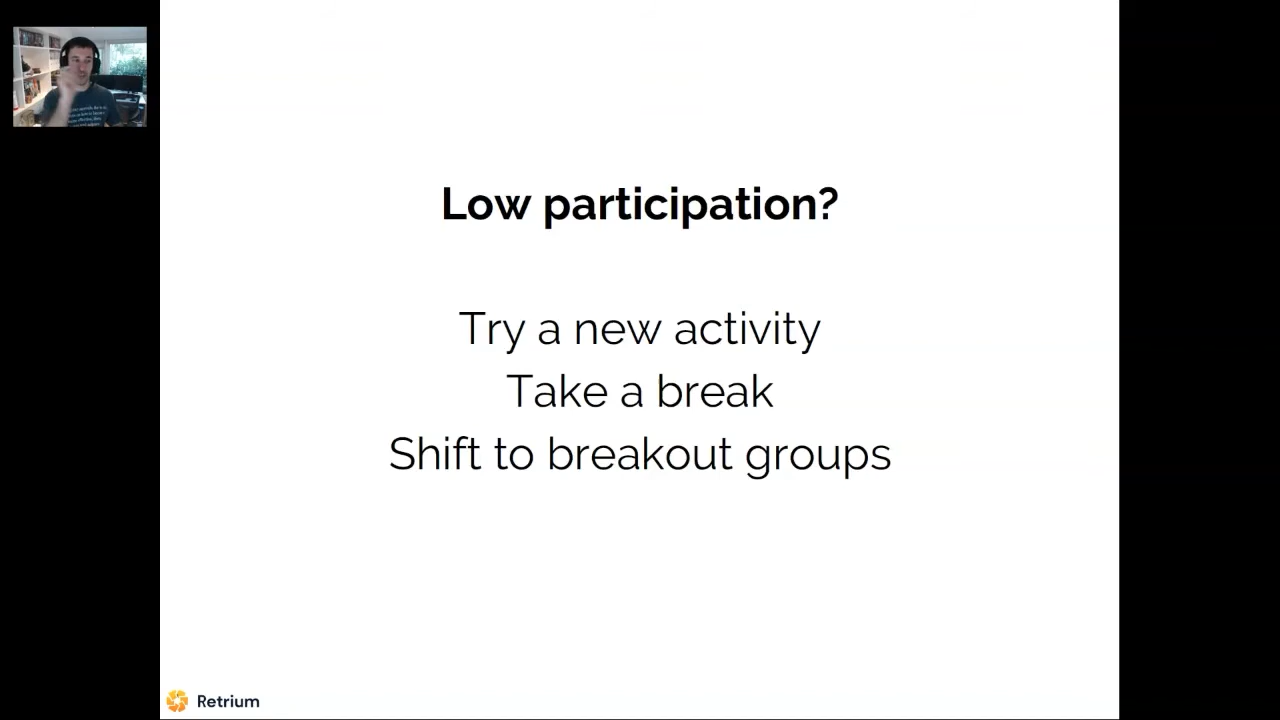 Low participation?
Try a new activity
Take a break
Shift to breakout groups
Retrium